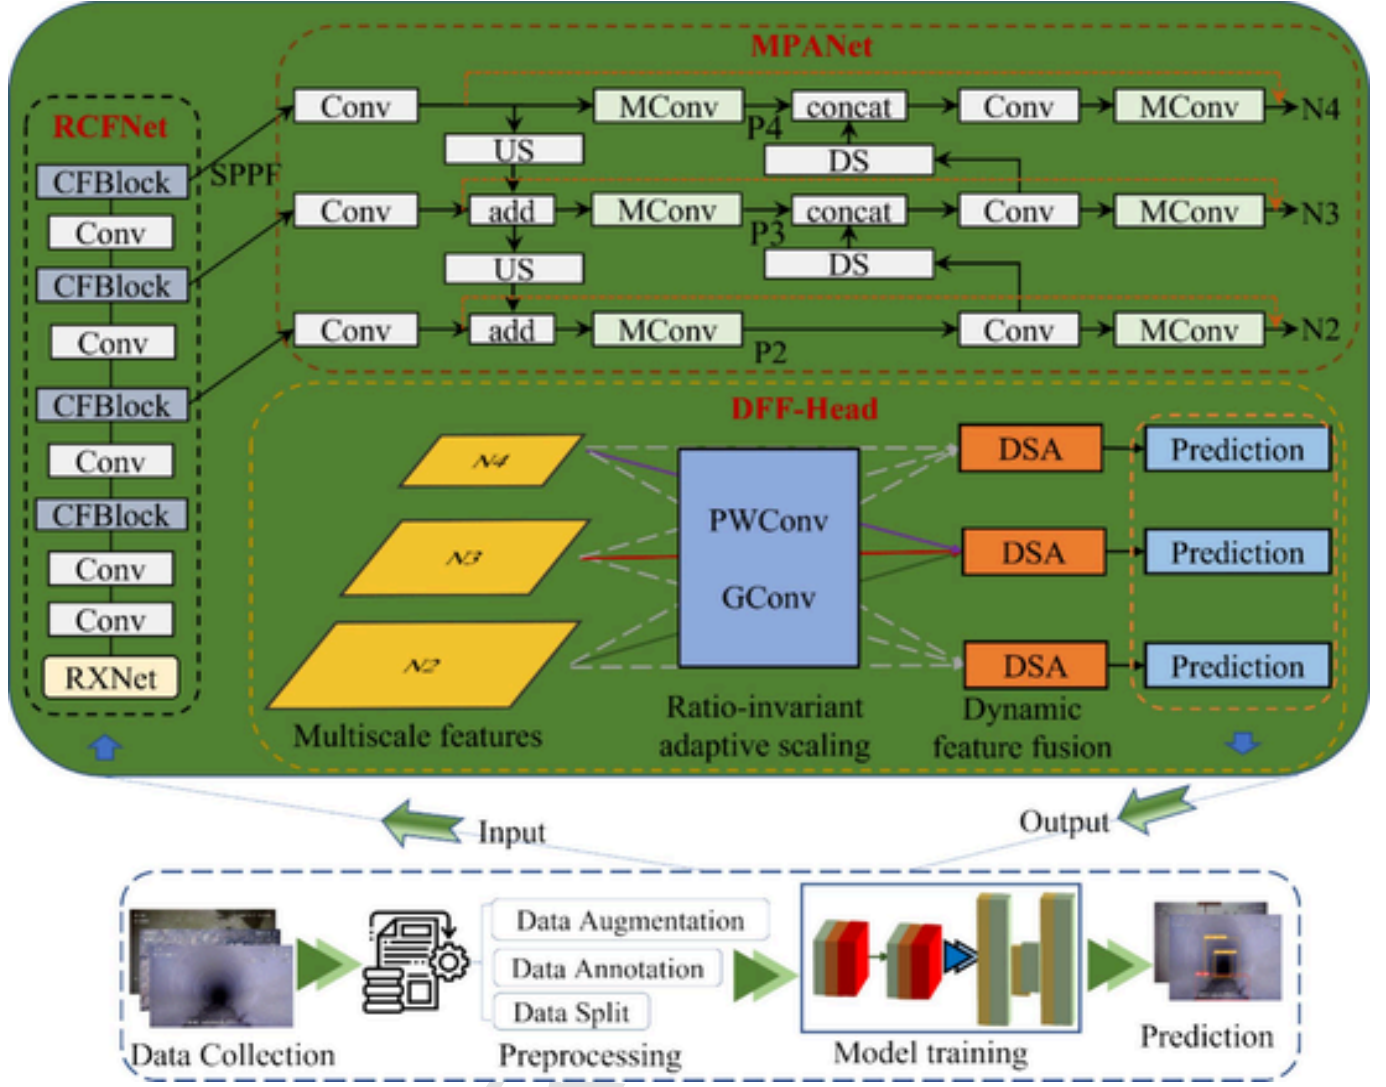 MPANet
RCFNet
Conv
MConv
concat
Conv
MConv
N4
P4
US
DS
CFBlock
SPPF
Conv
Conv
add
MConv
concat
Conv
MConv
N3
P3
US
DS
CFBlock
Conv
Conv
add
MConv
Conv
MConv
N2
P2
CFBlock
Conv
CFBlock
Conv
Conv
RXNet
DFF-Head
N4
DSA
Prediction
PWConv
N3
DSA
Prediction
GConv
N2
DSA
Prediction
Multiscale features
Ratio-invariant
adaptive scaling
Dynamic
feature fusion
Input
Output
Data Augmentation
Data Annotation
Data Split
Data Collection
Preprocessing
Model training
Prediction